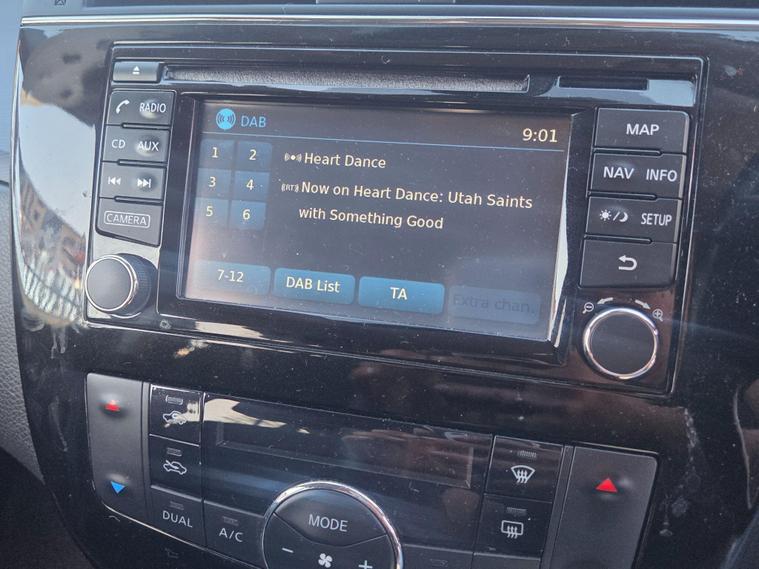 DAB
9:01
1 2
3 4
5 6
Heart Dance
RT
Now on Heart Dance: Utah Saints
with Something Good
7-12
DAB List
TA
Extra chan.
RADIO
CD AUX
CAMERA
MAP
NAV INFO
SETUP
DUAL
A/C
MODE